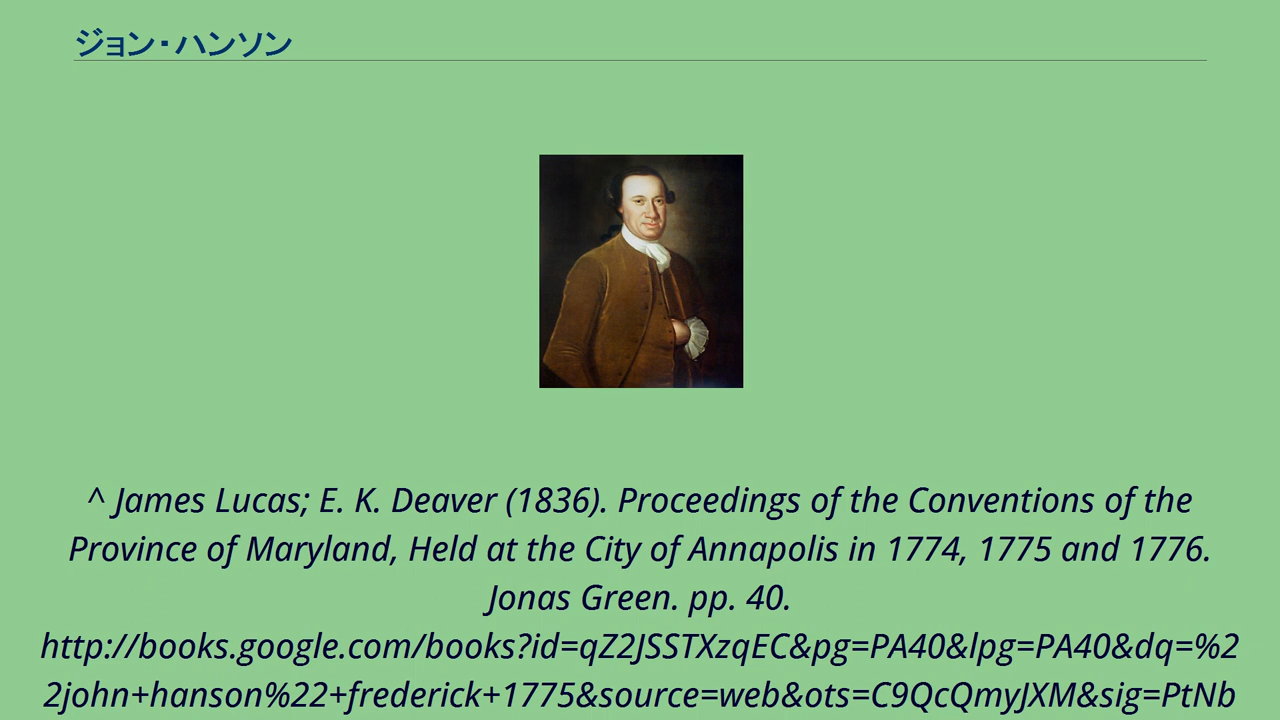 ジョン・ハンソン
^ James Lucas; E. K. Deaver (1836). Proceedings of the Conventions of the
Province of Maryland, Held at the City of Annapolis in 1774, 1775 and 1776.
Jonas Green. pp. 40.
http://books.google.com/books?id=qZ2JSSTXzqEC&pg=PA40&lpg=PA40&dq=%2
2john+hanson%22+frederick+1775&source=web&ots=C9QcQmyJXM&sig=PtNb